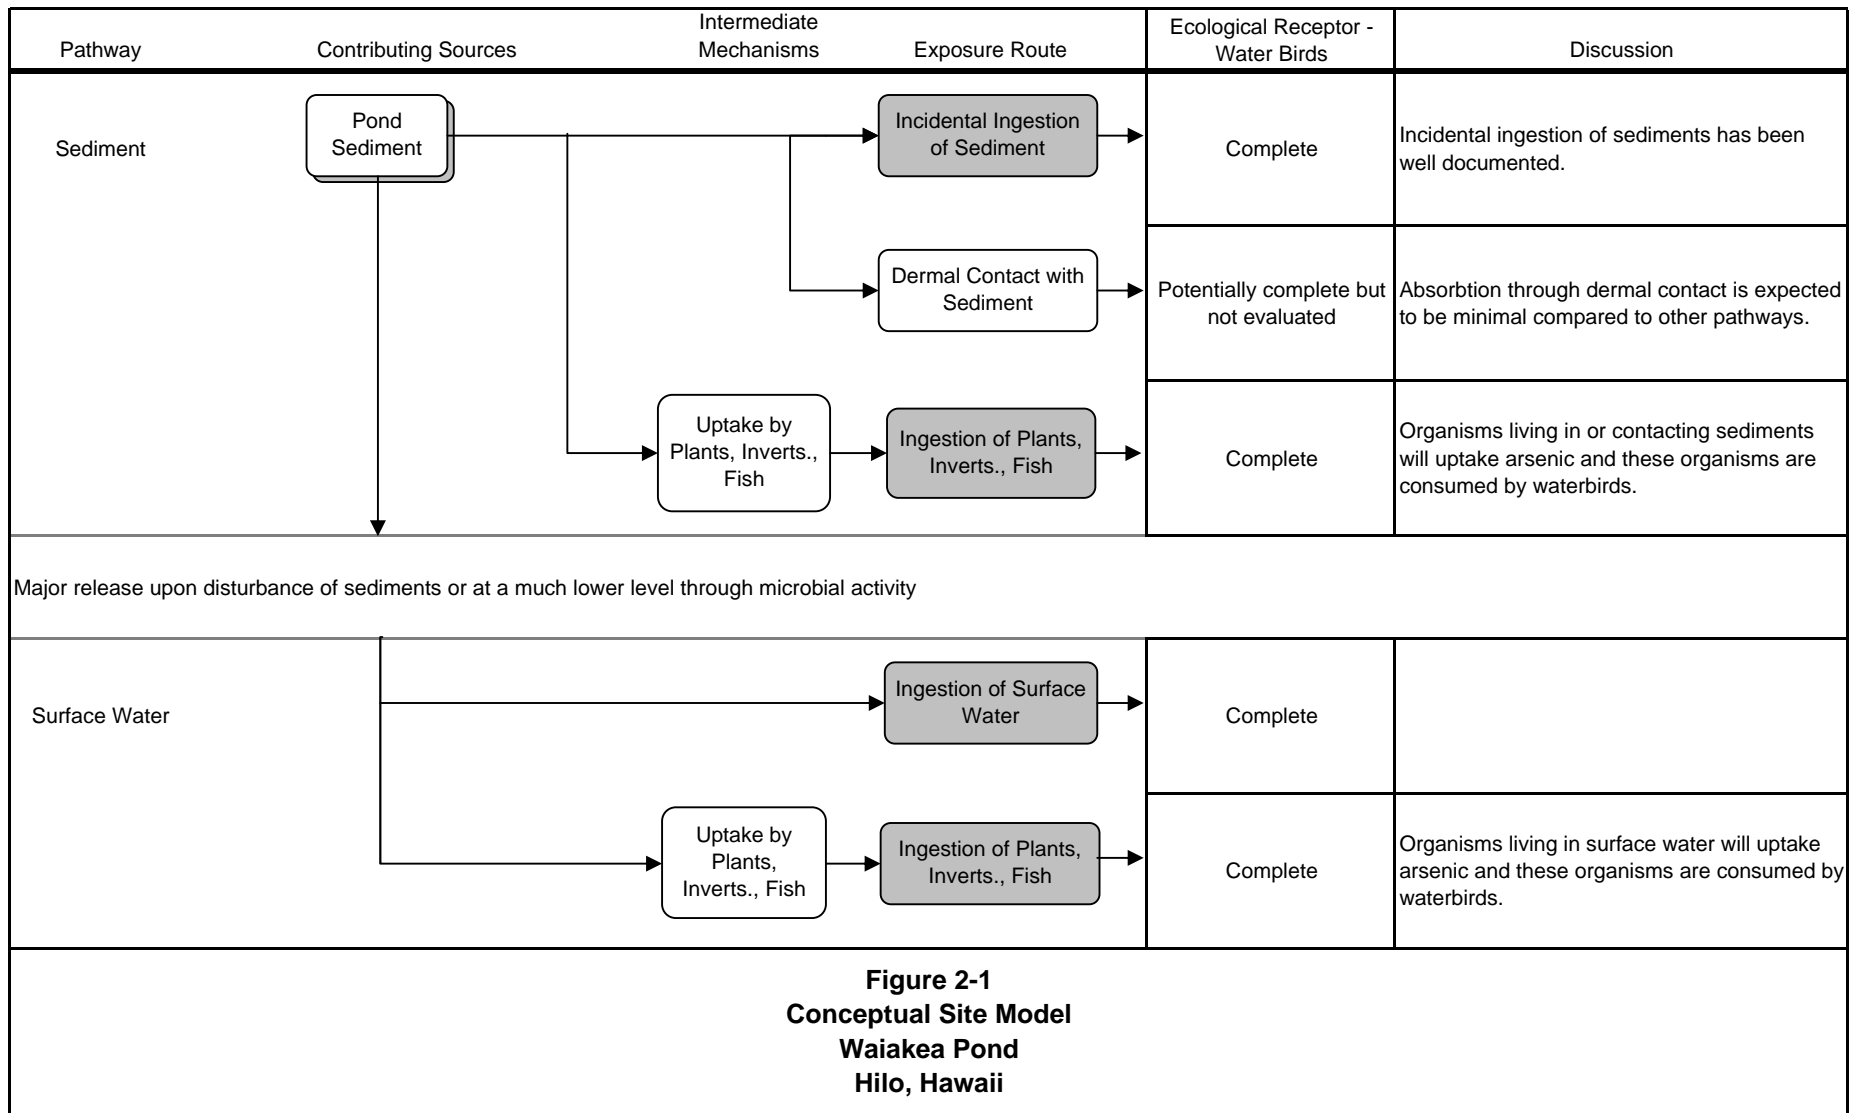 Pathway
Contributing Sources
Intermediate
Mechanisms
Exposure Route
Ecological Receptor -
Water Birds
Discussion
Sediment
Pond
Sediment
Incidental Ingestion
of Sediment
Complete
Incidental ingestion of sediments has been
well documented.
Dermal Contact with
Sediment
Potentially complete but
not evaluated
Absorbtion through dermal contact is expected
to be minimal compared to other pathways.
Uptake by
Plants, Inverts.,
Fish
Ingestion of Plants,
Inverts., Fish
Complete
Organisms living in or contacting sediments
will uptake arsenic and these organisms are
consumed by waterbirds.
Major release upon disturbance of sediments or at a much lower level through microbial activity
Surface Water
Ingestion of Surface
Water
Complete
Uptake by
Plants,
Inverts., Fish
Ingestion of Plants,
Inverts., Fish
Complete
Organisms living in surface water will uptake
arsenic and these organisms are consumed by
waterbirds.
Figure 2-1
Conceptual Site Model
Waiakea Pond
Hilo, Hawaii